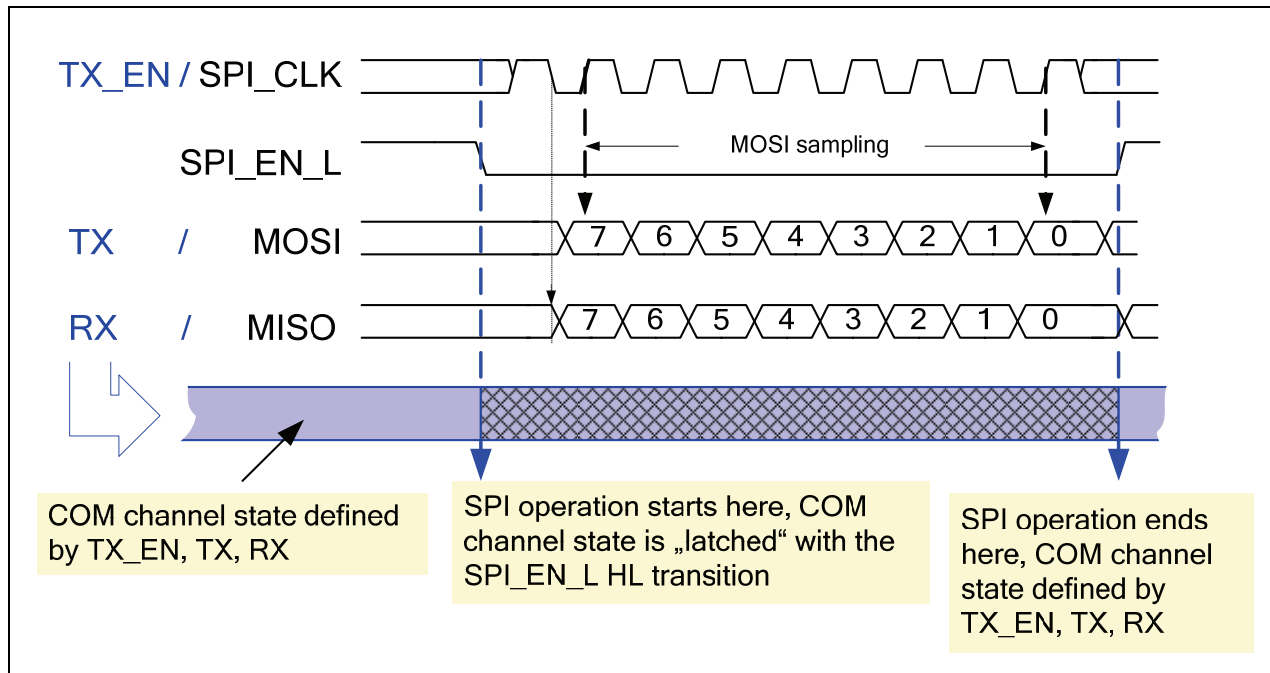 TX_EN / SPI_CLK
SPI_EN_L
MOSI sampling
TX / MOSI
7 6 5 4 3 2 1 0
RX / MISO
7 6 5 4 3 2 1 0
COM channel state defined
by TX_EN, TX, RX
SPI operation starts here, COM
channel state is „latched“ with the
SPI_EN_L HL transition
SPI operation ends
here, COM channel
state defined by
TX_EN, TX, RX